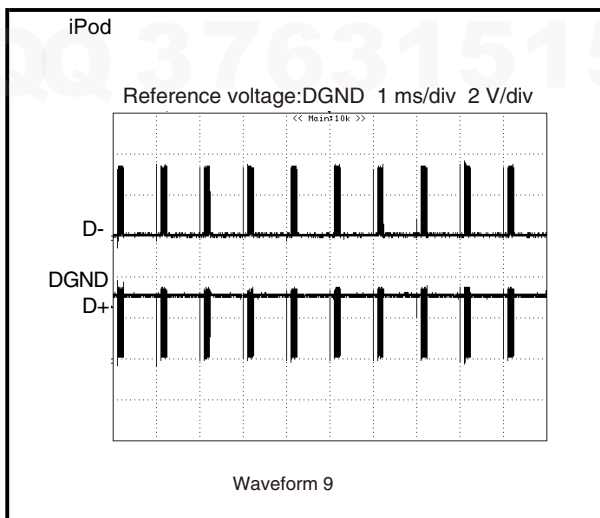 QQ 37631515
iPod
Reference voltage:DGND 1 ms/div 2 V/div
<< Main:10k >>
D-
DGND
D+
Waveform 9